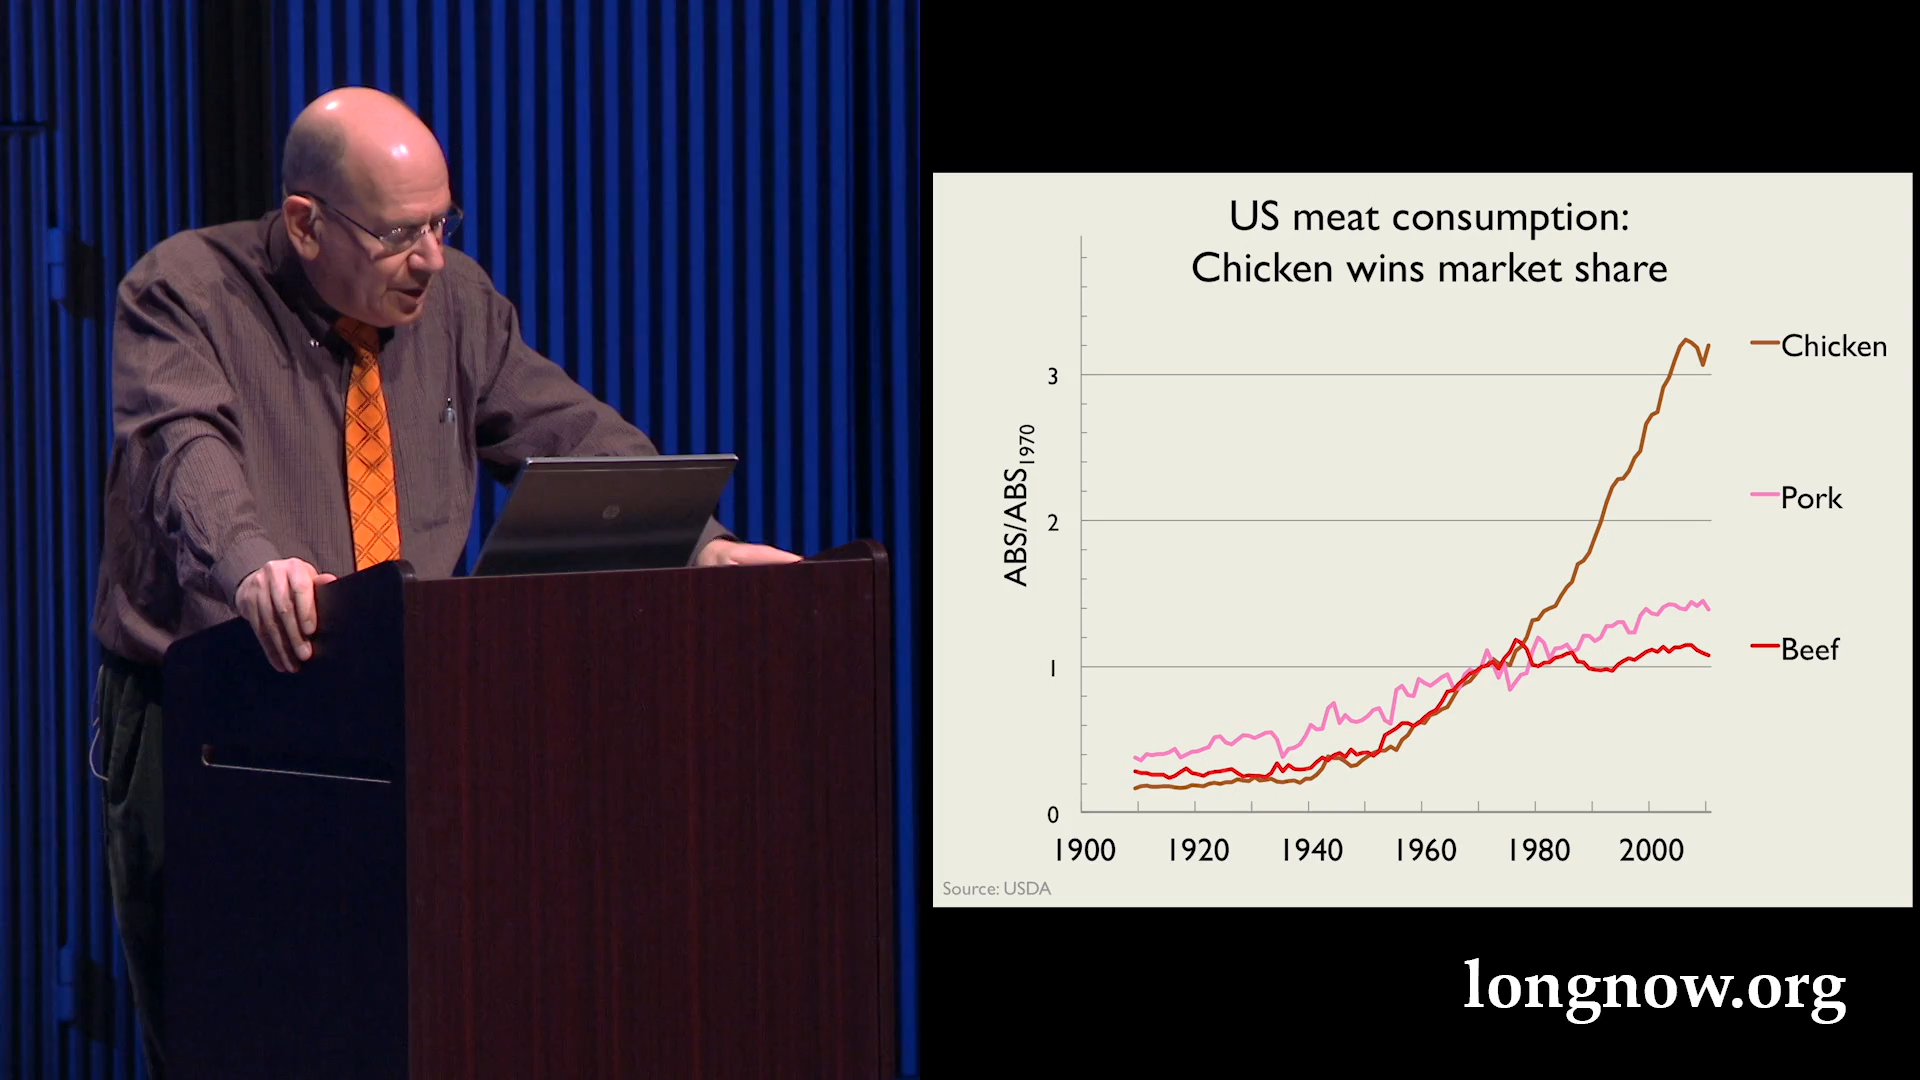 US meat consumption:
Chicken wins market share
ABS/ABS1970
3
2
1
0
1900 1920 1940 1960 1980 2000
Chicken
Pork
Beef
Source: USDA
longnow.org